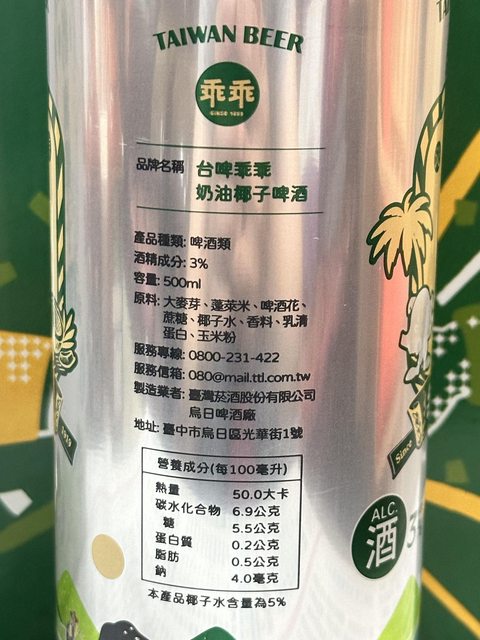 TAIWAN BEER
乖乖
SINCE 1968
品牌名稱 台啤乖乖
奶油椰子啤酒
產品種類: 啤酒類
酒精成分: 3%
容量: 500ml
原料: 大麥芽、蓬萊米、啤酒花、
蔗糖、椰子水、香料、乳清
蛋白、玉米粉
服務專線: 0800-231-422
服務信箱: 080@mail.ttl.com.tw
製造業者: 臺灣菸酒股份有限公司
烏日啤酒廠
地址: 臺中市烏日區光華街1號
營養成分(每100毫升)
熱量 50.0大卡
碳水化合物 6.9公克
糖 5.5公克
蛋白質 0.2公克
脂肪 0.5公克
鈉 4.0毫克
本產品椰子水含量為5%
ALC.
酒
Since